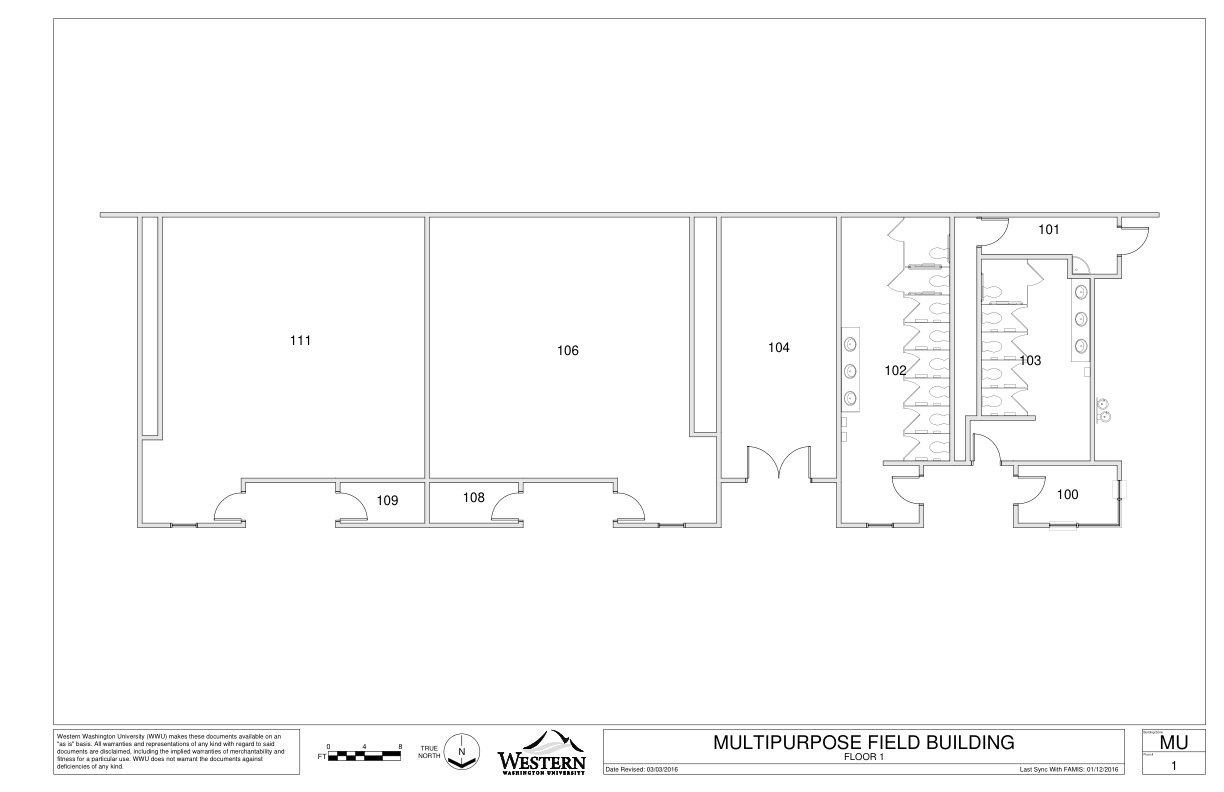 101
111
106
104
102
103
109
108
100
Western Washington University (WWU) makes these documents available on an
"as is" basis. All warranties and representations of any kind with regard to said
documents are disclaimed, including the implied warranties of merchantability and
fitness for a particular use. WWU does not warrant the documents against
deficiencies of any kind.
0 4 8
FT
TRUE
NORTH
N
WESTERN
WASHINGTON UNIVERSITY
MULTIPURPOSE FIELD BUILDING
FLOOR 1
Date Revised: 03/03/2016
Last Sync With FAMIS: 01/12/2016
MU
1